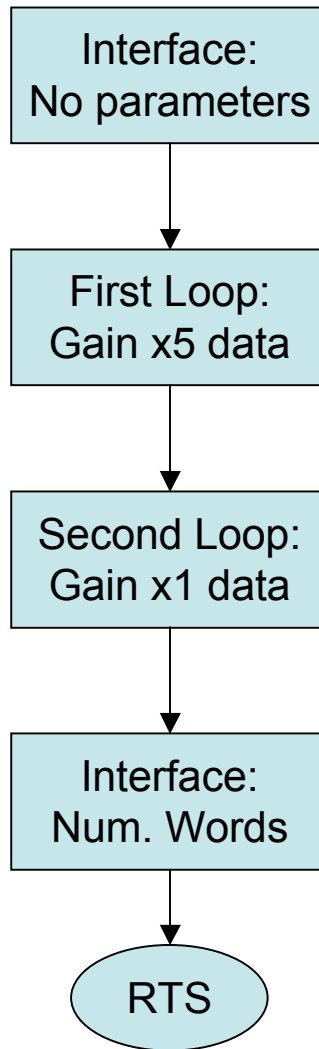 Interface:
No parameters
First Loop:
Gain x5 data
Second Loop:
Gain x1 data
Interface:
Num. Words
RTS